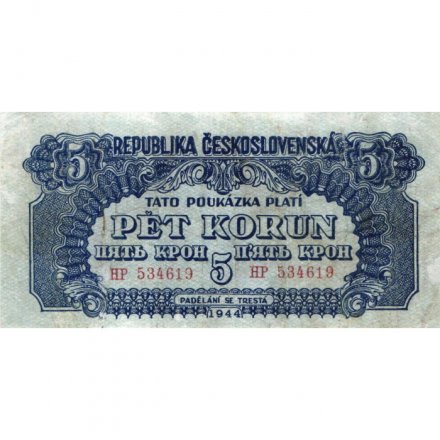 REPUBLIKA ČESKOSLOVENSKÁ
5 5
TATO POUKÁZKA PLATÍ
PĚT KORUN
ПЯТЬ КРОН П'ЯТЬ КРОН
HP 534619 5 HP 534619
PADĚLÁNÍ SE TRESTÁ
1944